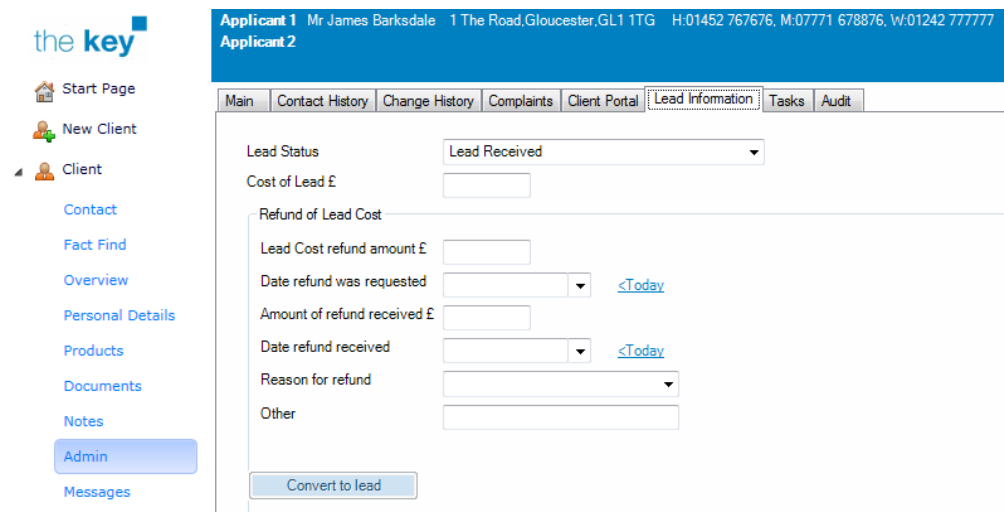 the key
Start Page
New Client
Client
Contact
Fact Find
Overview
Personal Details
Products
Documents
Notes
Admin
Messages
Applicant 1 Mr James Barksdale 1 The Road,Gloucester,GL1 1TG H:01452 767676, M:07771 678876, W:01242 777777
Applicant 2
Main Contact History Change History Complaints Client Portal Lead Information Tasks Audit
Lead Status Lead Received
Cost of Lead £
Refund of Lead Cost
Lead Cost refund amount £
Date refund was requested <Today
Amount of refund received £
Date refund received <Today
Reason for refund
Other
Convert to lead